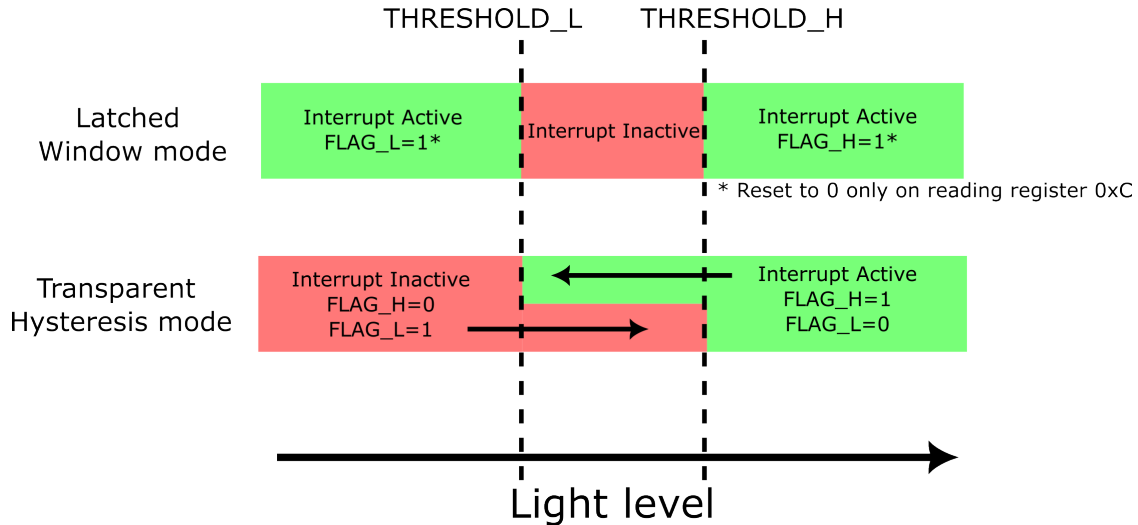 THRESHOLD_L
THRESHOLD_H
Latched
Window mode
Interrupt Active
FLAG_L=1*
Interrupt Inactive
Interrupt Active
FLAG_H=1*
* Reset to 0 only on reading register 0xC
Transparent
Hysteresis mode
Interrupt Inactive
FLAG_H=0
FLAG_L=1
Interrupt Active
FLAG_H=1
FLAG_L=0
Light level